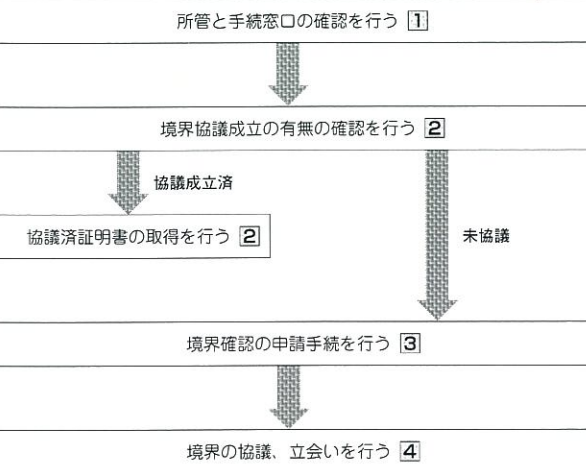 所管と手続窓口の確認を行う 1
境界協議成立の有無の確認を行う 2
協議成立済
協議済証明書の取得を行う 2
未協議
境界確認の申請手続を行う 3
境界の協議、立会いを行う 4